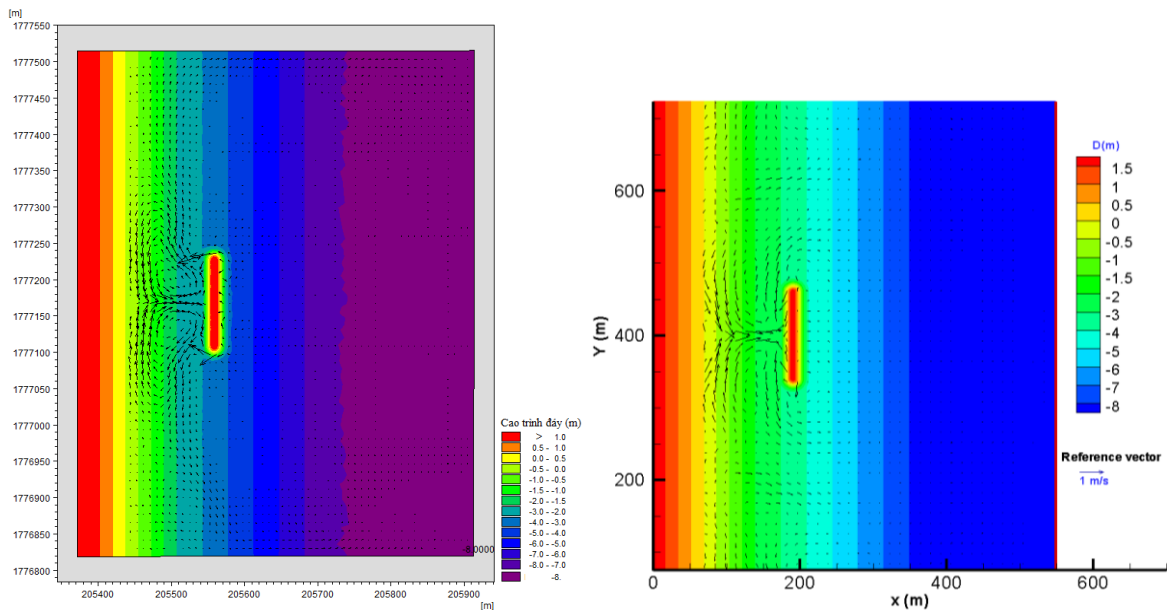 [m]
1777550
1777500
1777450
1777400
1777350
1777300
1777250
1777200
1777150
1777100
1777050
1777000
1776950
1776900
1776850
1776800
205400
205500
205600
205700
205800
205900
[m]
-8.0000
Cao trình đáy (m)
> 1.0
0.5 - 1.0
0.0 - 0.5
-0.5 - 0.0
-1.0 - -0.5
-1.5 - -1.0
-2.0 - -1.5
-3.0 - -2.0
-4.0 - -3.0
-5.0 - -4.0
-6.0 - -5.0
-7.0 - -6.0
-8.0 - -7.0
-8.
Y (m)
600
400
200
0
200
400
600
x (m)
D(m)
1.5
1
0.5
0
-0.5
-1
-1.5
-2
-3
-4
-5
-6
-7
-8
Reference vector
1 m/s